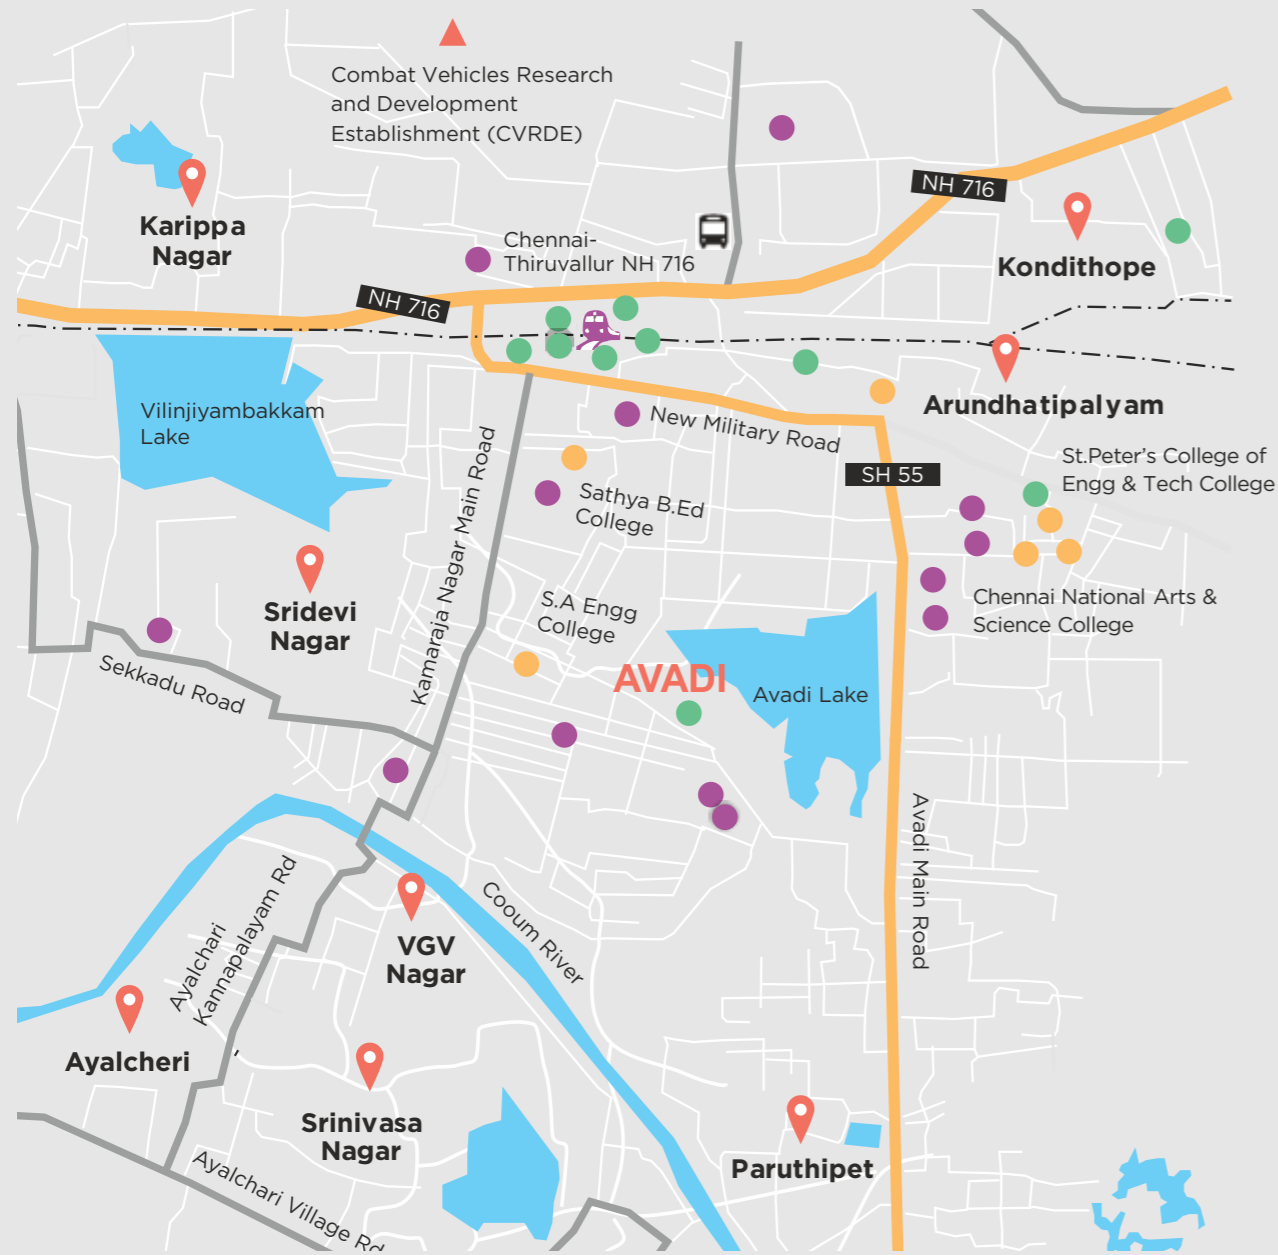 Combat Vehicles Research
and Development
Establishment (CVRDE)
NH 716
Karippa
Nagar
Chennai-
Thiruvallur NH 716
Kondithope
NH 716
Vilinjiyambakkam
Lake
Arundhatipalyam
New Military Road
St.Peter's College of
Engg & Tech College
SH 55
Kamaraja Nagar Main Road
Sathya B.Ed
College
Sridevi
Nagar
S.A Engg
College
Chennai National Arts &
Science College
Sekkadu Road
AVADI
Avadi Lake
Avadi Main Road
Ayalchari
Kannapalayam Rd
Cooum River
VGV
Nagar
Ayalcheri
Srinivasa
Nagar
Paruthipet
Ayalchari Village Rd